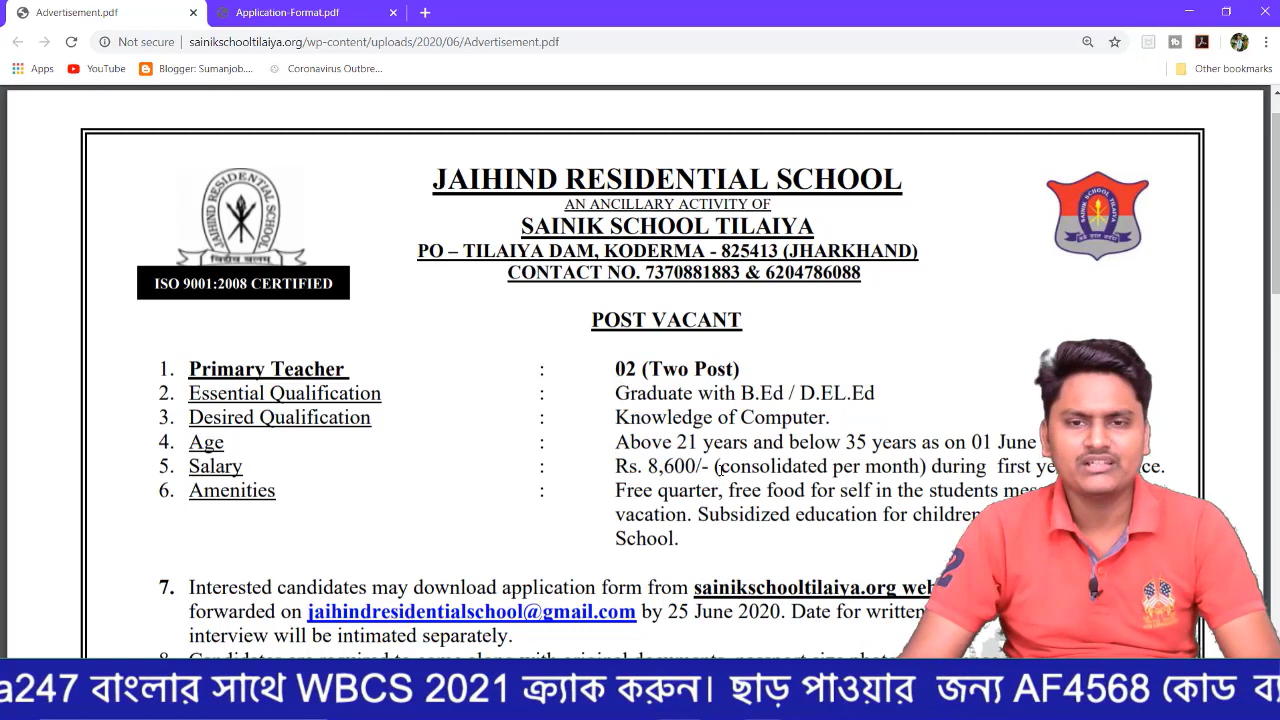 Advertisement.pdf
Application-Format.pdf
Not secure
sainikschooltilaiya.org/wp-content/uploads/2020/06/Advertisement.pdf
Apps
YouTube
Blogger: Sumanjob....
Coronavirus Outbre...
Other bookmarks
JAIHIND RESIDENTIAL SCHOOL
AN ANCILLARY ACTIVITY OF
SAINIK SCHOOL TILAIYA
PO – TILAIYA DAM, KODERMA - 825413 (JHARKHAND)
CONTACT NO. 7370881883 & 6204786088
JAIHIND RESIDENTIAL SCHOOL
ISO 9001:2008 CERTIFIED
SAINIK SCHOOL TILAIYA
POST VACANT
1. Primary Teacher : 02 (Two Post)
2. Essential Qualification : Graduate with B.Ed / D.EL.Ed
3. Desired Qualification : Knowledge of Computer.
4. Age : Above 21 years and below 35 years as on 01 June
5. Salary : Rs. 8,600/- (consolidated per month) during first
6. Amenities : Free quarter, free food for self in the students
vacation. Subsidized education for children
School.
7. Interested candidates may download application form from sainikschooltilaiya.org
forwarded on jaihindresidentialschool@gmail.com by 25 June 2020. Date for written
interview will be intimated separately.
a247 বাংলার সাথে WBCS 2021 ক্র্যাক করুন। ছাড় পাওয়ার জন্য AF4568 কোড